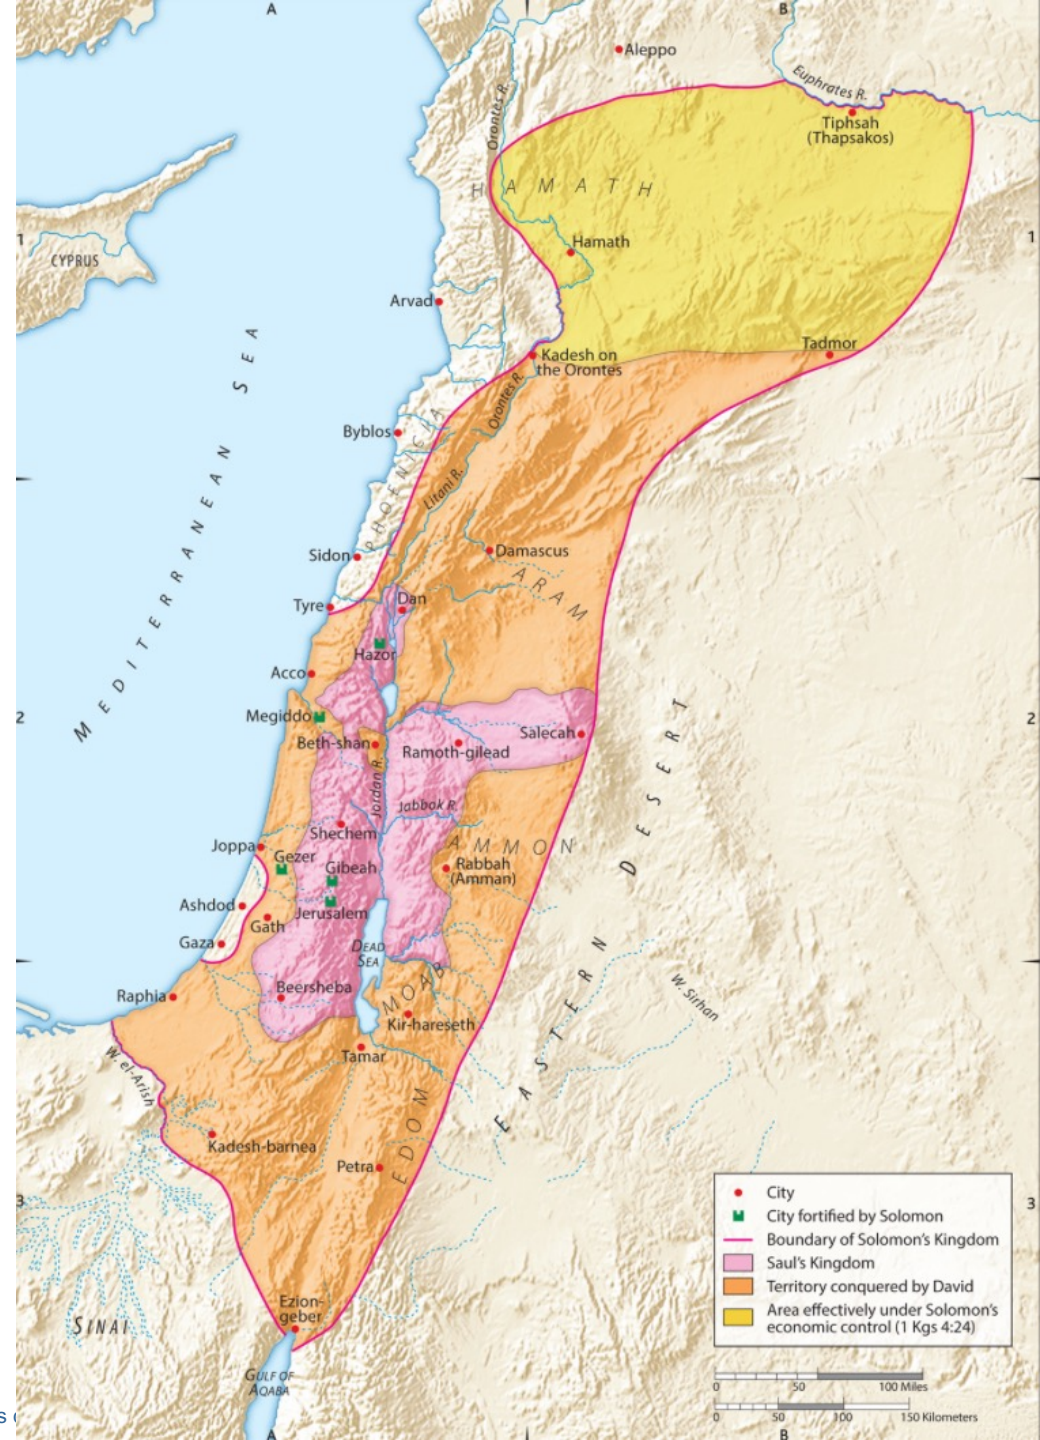 A
B
Aleppo
Euphrates R.
Orontes R.
Tiphsah
(Thapsakos)
HAMATH
1
1
Hamath
CYPRUS
Arvad
MEDITERRANEAN SEA
Tadmor
Kadesh on
the Orontes
Orontes R.
Byblos
PHOENICIA
Litani R.
Sidon
Damascus
ARAM
Tyre
Dan
Hazor
Acco
2
2
Megiddo
Salecah
Beth-shan
Ramoth-gilead
Jordan R.
Jabbok R.
Shechem
Joppa
AMMON
Gezer
Gibeah
Rabbah
(Amman)
EASTERN DESERT
Ashdod
Jerusalem
Gath
Gaza
DEAD
SEA
MOAB
Beersheba
Raphia
W. Sirhan
Kir-hareseth
Tamar
W. el-Arish
EDOM
Kadesh-barnea
Petra
3
3
City
City fortified by Solomon
Boundary of Solomon's Kingdom
Saul's Kingdom
Territory conquered by David
Area effectively under Solomon's
economic control (1 Kgs 4:24)
Ezion-
geber
SINAI
GULF OF
AQABA
0 50 100 Miles
0 50 100 150 Kilometers
A
B